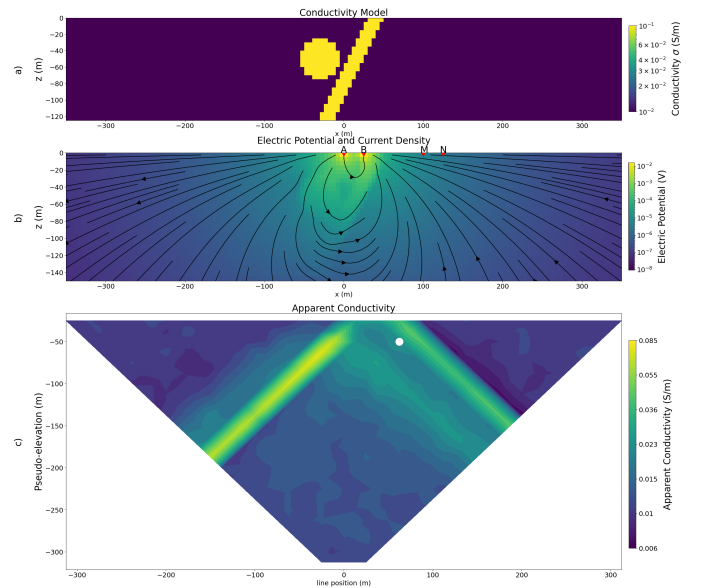 Conductivity Model
a)
z (m)
0
−20
−40
−60
−80
−100
−120
−300 −200 −100 0 100 200 300
x (m)
10⁻¹
6 × 10⁻²
4 × 10⁻²
3 × 10⁻²
2 × 10⁻²
10⁻²
Conductivity σ (S/m)
Electric Potential and Current Density
A B M N
b)
z (m)
0
−20
−40
−60
−80
−100
−120
−140
−300 −200 −100 0 100 200 300
x (m)
10⁻²
10⁻³
10⁻⁴
10⁻⁵
10⁻⁶
10⁻⁷
10⁻⁸
Electric Potential (V)
Apparent Conductivity
c)
Pseudo-elevation (m)
−50
−100
−150
−200
−250
−300
−300 −200 −100 0 100 200 300
line position (m)
0.085
0.055
0.036
0.023
0.015
0.01
0.006
Apparent Conductivity (S/m)